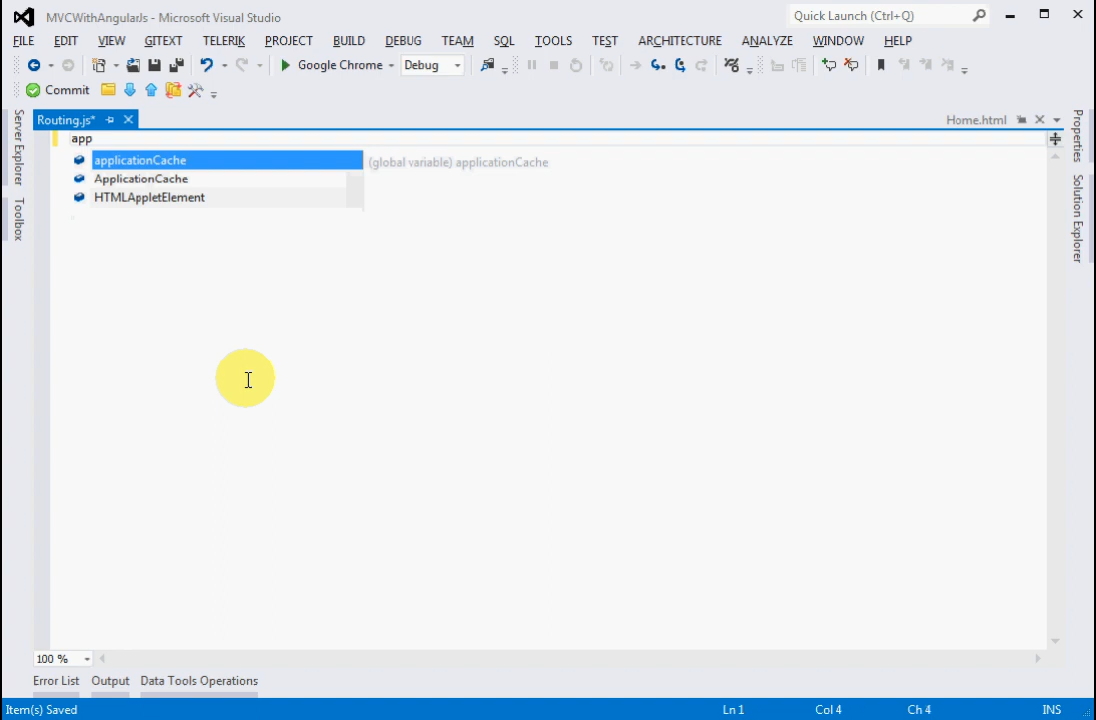 MVCWithAngularJs - Microsoft Visual Studio
Quick Launch (Ctrl+Q)
FILE EDIT VIEW GITEXT TELERIK PROJECT BUILD DEBUG TEAM SQL TOOLS TEST ARCHITECTURE ANALYZE WINDOW HELP
Google Chrome Debug
Commit
Routing.js* Home.html
app
applicationCache (global variable) applicationCache
ApplicationCache
HTMLAppletElement
Server Explorer
Toolbox
Properties
Solution Explorer
100 %
Error List Output Data Tools Operations
Item(s) Saved Ln 1 Col 4 Ch 4 INS